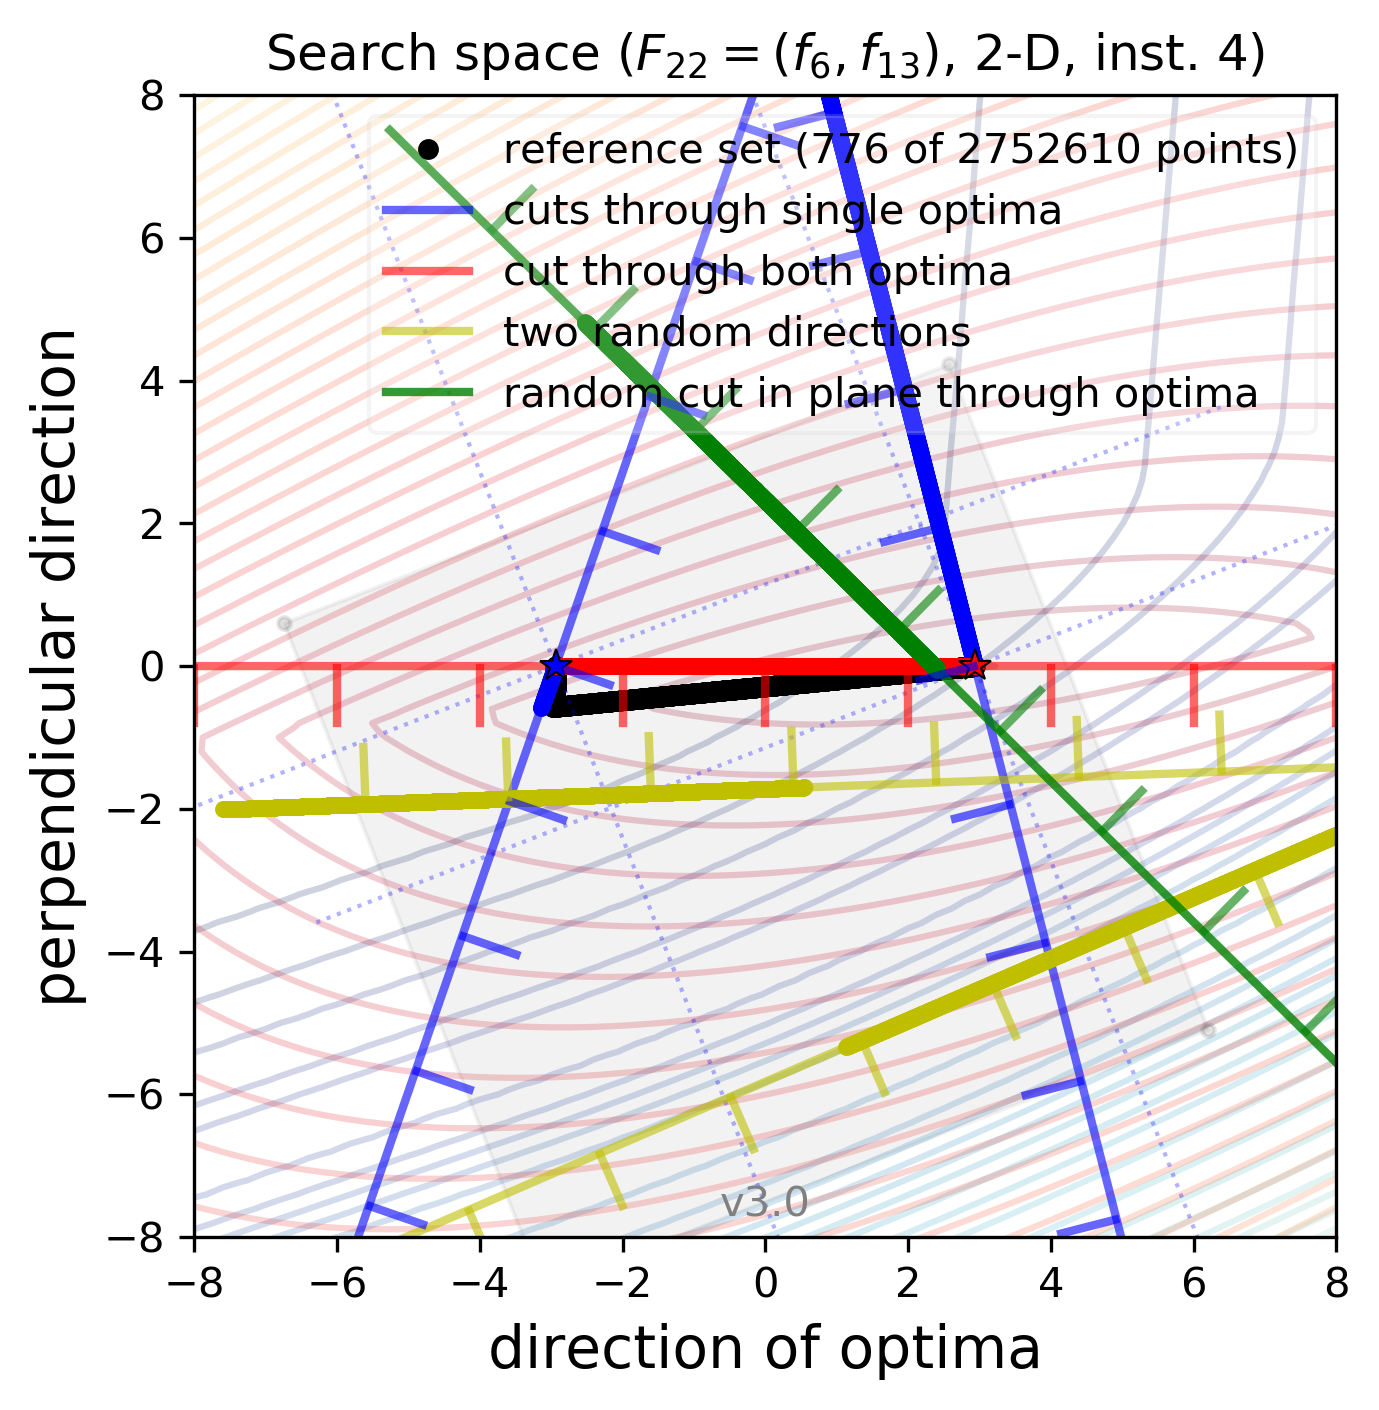 Search space ($F_{22} = (f_6, f_{13})$, 2-D, inst. 4)
reference set (776 of 2752610 points)
cuts through single optima
cut through both optima
two random directions
random cut in plane through optima
perpendicular direction
8
6
4
2
0
−2
−4
−6
−8
v3.0
−8 −6 −4 −2 0 2 4 6 8
direction of optima